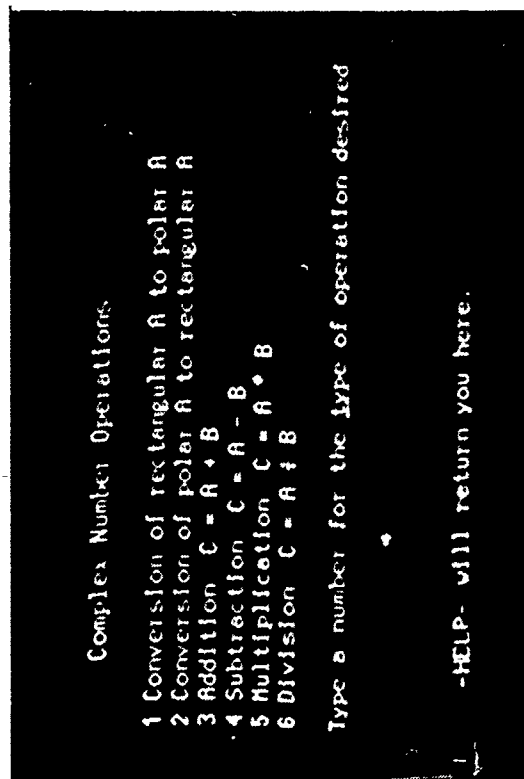 Complex Number Operations
1 Conversion of rectangular A to polar A
2 Conversion of polar A to rectangular A
3 Addition C = A + B
4 Subtraction C = A - B
5 Multiplication C = A * B
6 Division C = A ÷ B
Type a number for the type of operation desired
-HELP- will return you here.